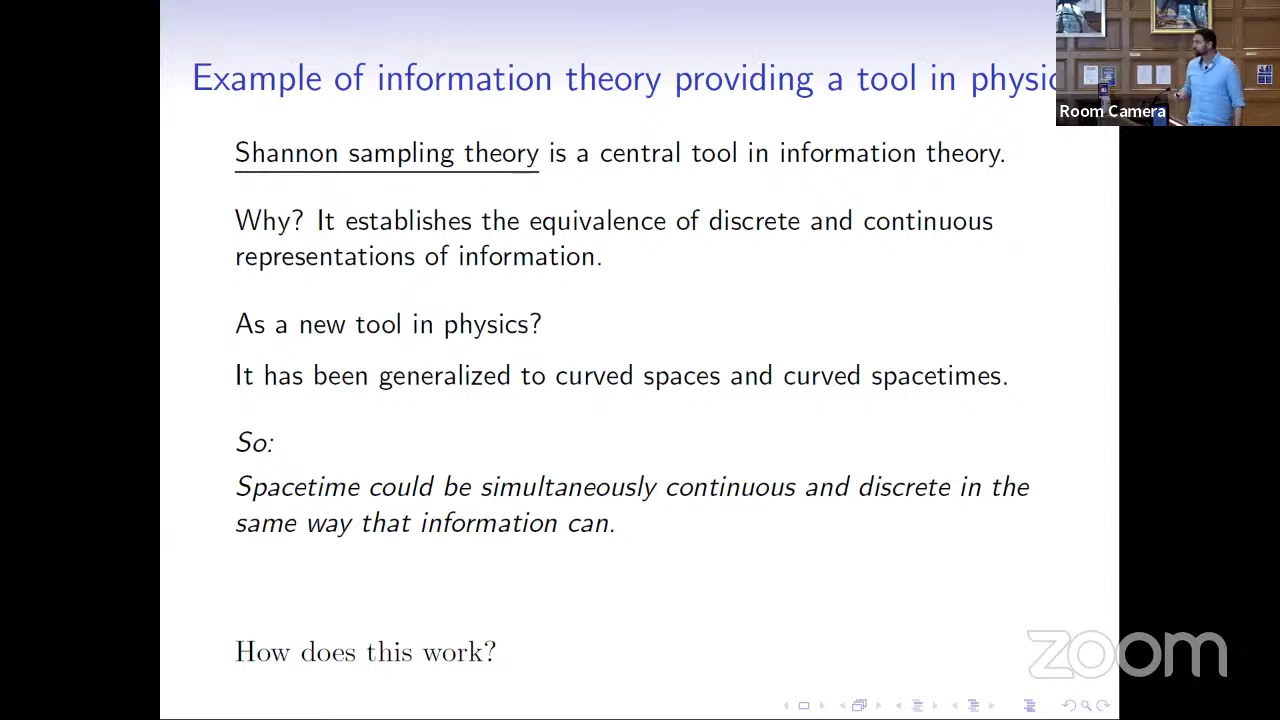 Example of information theory providing a tool in physic
Room Camera
Shannon sampling theory is a central tool in information theory.
Why? It establishes the equivalence of discrete and continuous
representations of information.
As a new tool in physics?
It has been generalized to curved spaces and curved spacetimes.
So:
Spacetime could be simultaneously continuous and discrete in the
same way that information can.
How does this work?
zoom